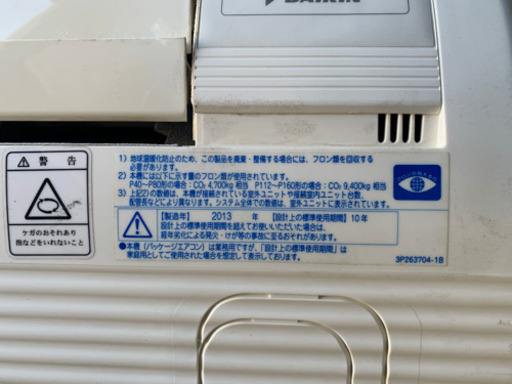 DAIKIN
警告
ケガのおそれあり
指などをいれないこと
1）地球温暖化防止のため、この製品を廃棄・整備する場合には、フロン類を回収する
必要があります。
2）本機には以下に示す量のフロン類が使用されています。
P40～P80形の場合：CO₂ 4,700kg 相当 P112～P160形の場合：CO₂ 9,400kg 相当
3）上記2）の数値は、本機が接続されている室外ユニットや接続室内ユニット台数、
配管長などにより異なります。システム全体での数値は、室外ユニットに表示しています。
【製造年】 2013 年 【設計上の標準使用期間】10年
設計上の標準使用期間を超えてお使いいただいた場合は、
経年劣化による発火・けが等の事故に至るおそれがあります。
本機（パッケージエアコン）は業務用ですが、「設計上の標準使用期間」は
家庭用としてご使用された場合を想定して表示しています。
3P263704-1B